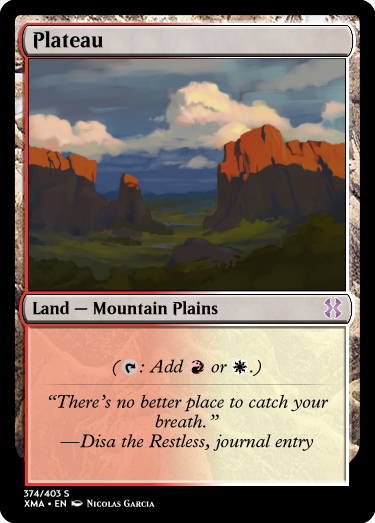 Plateau
Land — Mountain Plains
(: Add or .)
“There’s no better place to catch your
breath.”
—Disa the Restless, journal entry
374/403 S
XMA • EN Nicolas Garcia